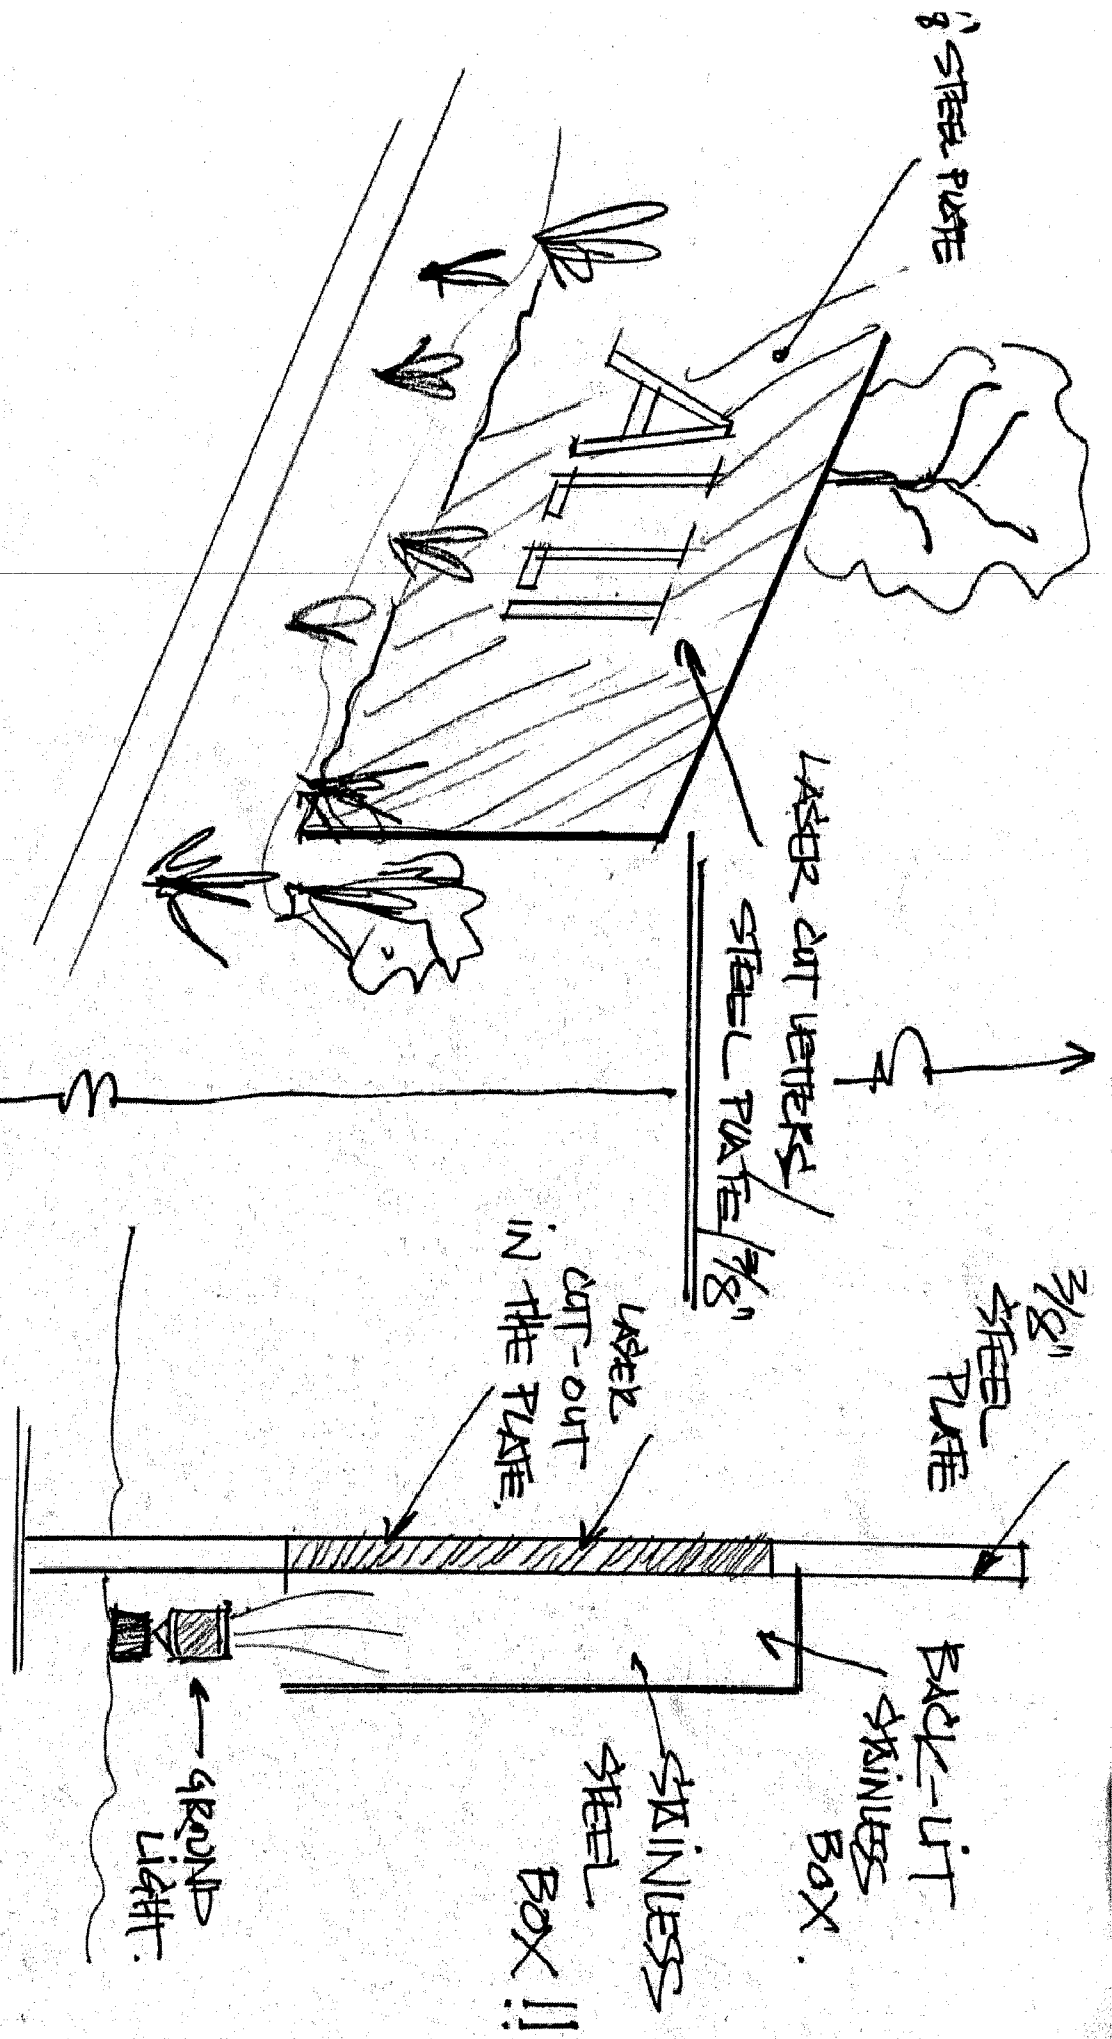 8" STEEL PLATE
LASER CUT LETTERS
STEEL PLATE / 3/8"
3/8"
STEEL
PLATE
LASER
CUT-OUT
IN THE PLATE.
BACK-LIT
STAINLESS
BOX.
STAINLESS
STEEL
BOX !!
GROUND
LIGHT.